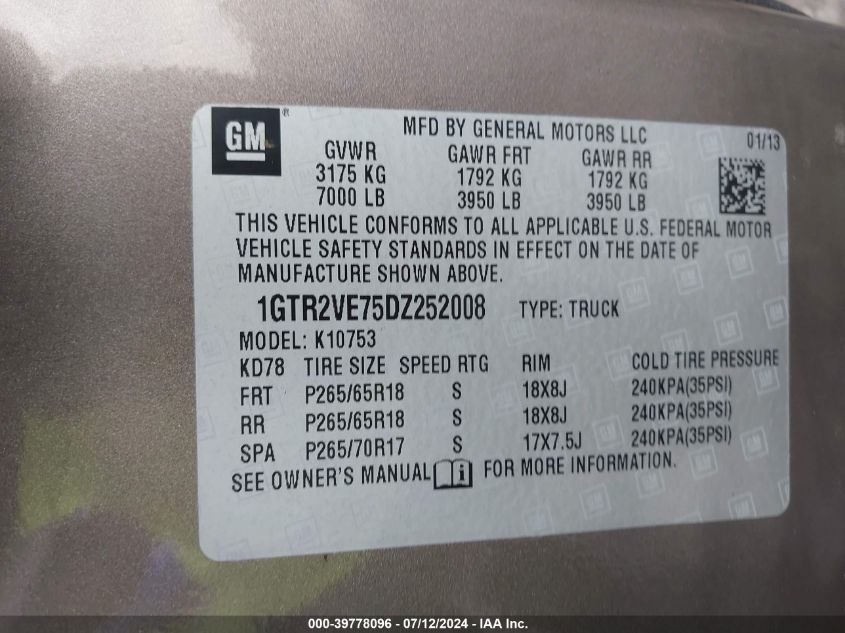 GM ®
MFD BY GENERAL MOTORS LLC
01/13
GVWR GAWR FRT GAWR RR
3175 KG 1792 KG 1792 KG
7000 LB 3950 LB 3950 LB
THIS VEHICLE CONFORMS TO ALL APPLICABLE U.S. FEDERAL MOTOR
VEHICLE SAFETY STANDARDS IN EFFECT ON THE DATE OF
MANUFACTURE SHOWN ABOVE.
1GTR2VE75DZ252008 TYPE: TRUCK
MODEL: K10753
KD78 TIRE SIZE SPEED RTG RIM COLD TIRE PRESSURE
FRT P265/65R18 S 18X8J 240KPA(35PSI)
RR P265/65R18 S 18X8J 240KPA(35PSI)
SPA P265/70R17 S 17X7.5J 240KPA(35PSI)
SEE OWNER'S MANUAL i FOR MORE INFORMATION.
000-39778096 - 07/12/2024 - IAA Inc.